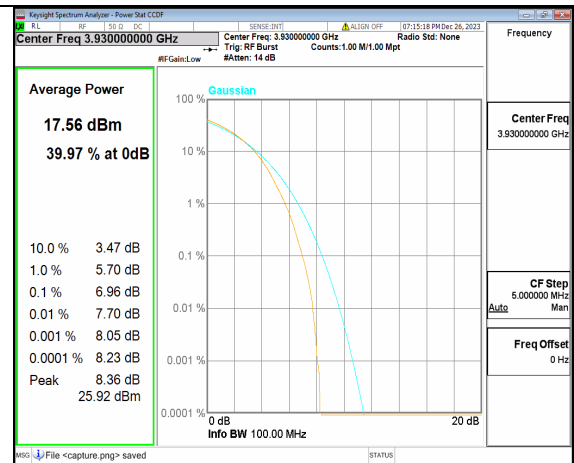 Keysight Spectrum Analyzer - Power Stat CCDF
RL RF 50 Ω DC SENSE:INT ALIGN OFF 07:15:18 PM Dec 26, 2023
Center Freq 3.930000000 GHz
Center Freq: 3.930000000 GHz Radio Std: None
Trig: RF Burst Counts:1.00 M/1.00 Mpt
#IFGain:Low #Atten: 14 dB
Frequency
Average Power
17.56 dBm
39.97 % at 0dB
10.0 % 3.47 dB
1.0 % 5.70 dB
0.1 % 6.96 dB
0.01 % 7.70 dB
0.001 % 8.05 dB
0.0001 % 8.23 dB
Peak 8.36 dB
25.92 dBm
Gaussian
100 %
10 %
1 %
0.1 %
0.01 %
0.001 %
0.0001 %
0 dB 20 dB
Info BW 100.00 MHz
Center Freq
3.930000000 GHz
CF Step
5.000000 MHz
Auto Man
Freq Offset
0 Hz
MSG File <capture.png> saved STATUS